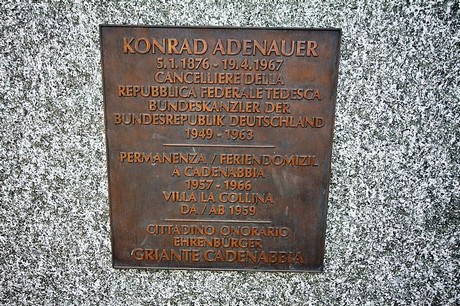 KONRAD ADENAUER
5.1.1876 - 19.4.1967
CANCELLIERE DELLA
REPUBBLICA FEDERALE TEDESCA
BUNDESKANZLER DER
BUNDESREPUBLIK DEUTSCHLAND
1949 - 1963
PERMANENZA / FERIENDOMIZIL
A CADENABBIA
1957 - 1966
VILLA LA COLLINA
DA / AB 1959
CITTADINO ONORARIO
EHRENBURGER
GRIANTE CADENABBIA